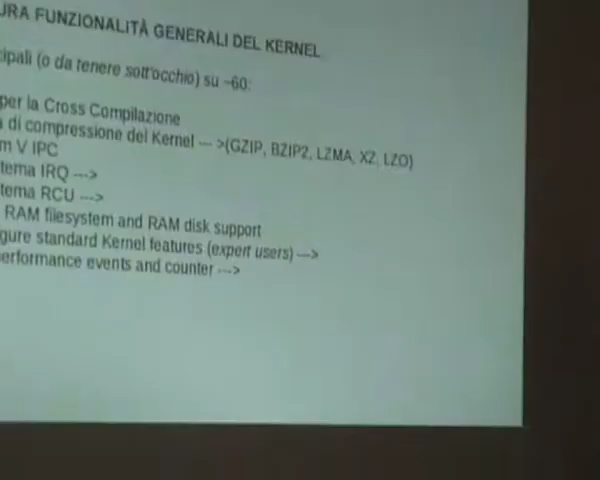 URA FUNZIONALITÀ GENERALI DEL KERNEL
cipali (o da tenere sott'occhio) su ~60:
per la Cross Compilazione
a di compressione del Kernel --- >(GZIP, BZIP2, LZMA, XZ, LZO)
m V IPC
tema IRQ --->
tema RCU --->
RAM filesystem and RAM disk support
gure standard Kernel features (expert users) --->
erformance events and counter --->